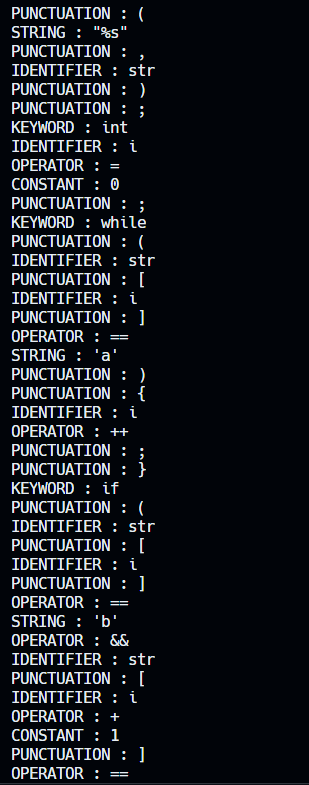 PUNCTUATION : (
STRING : "%s"
PUNCTUATION : ,
IDENTIFIER : str
PUNCTUATION : )
PUNCTUATION : ;
KEYWORD : int
IDENTIFIER : i
OPERATOR : =
CONSTANT : 0
PUNCTUATION : ;
KEYWORD : while
PUNCTUATION : (
IDENTIFIER : str
PUNCTUATION : [
IDENTIFIER : i
PUNCTUATION : ]
OPERATOR : ==
STRING : 'a'
PUNCTUATION : )
PUNCTUATION : {
IDENTIFIER : i
OPERATOR : ++
PUNCTUATION : ;
PUNCTUATION : }
KEYWORD : if
PUNCTUATION : (
IDENTIFIER : str
PUNCTUATION : [
IDENTIFIER : i
PUNCTUATION : ]
OPERATOR : ==
STRING : 'b'
OPERATOR : &&
IDENTIFIER : str
PUNCTUATION : [
IDENTIFIER : i
OPERATOR : +
CONSTANT : 1
PUNCTUATION : ]
OPERATOR : ==